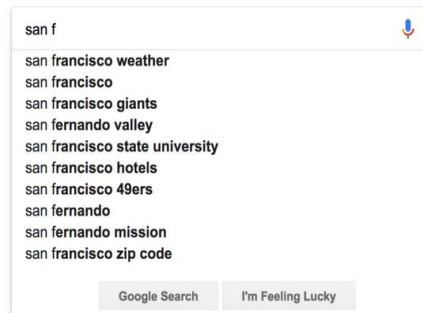 san f
san francisco weather
san francisco
san francisco giants
san fernando valley
san francisco state university
san francisco hotels
san francisco 49ers
san fernando
san fernando mission
san francisco zip code
Google Search I'm Feeling Lucky